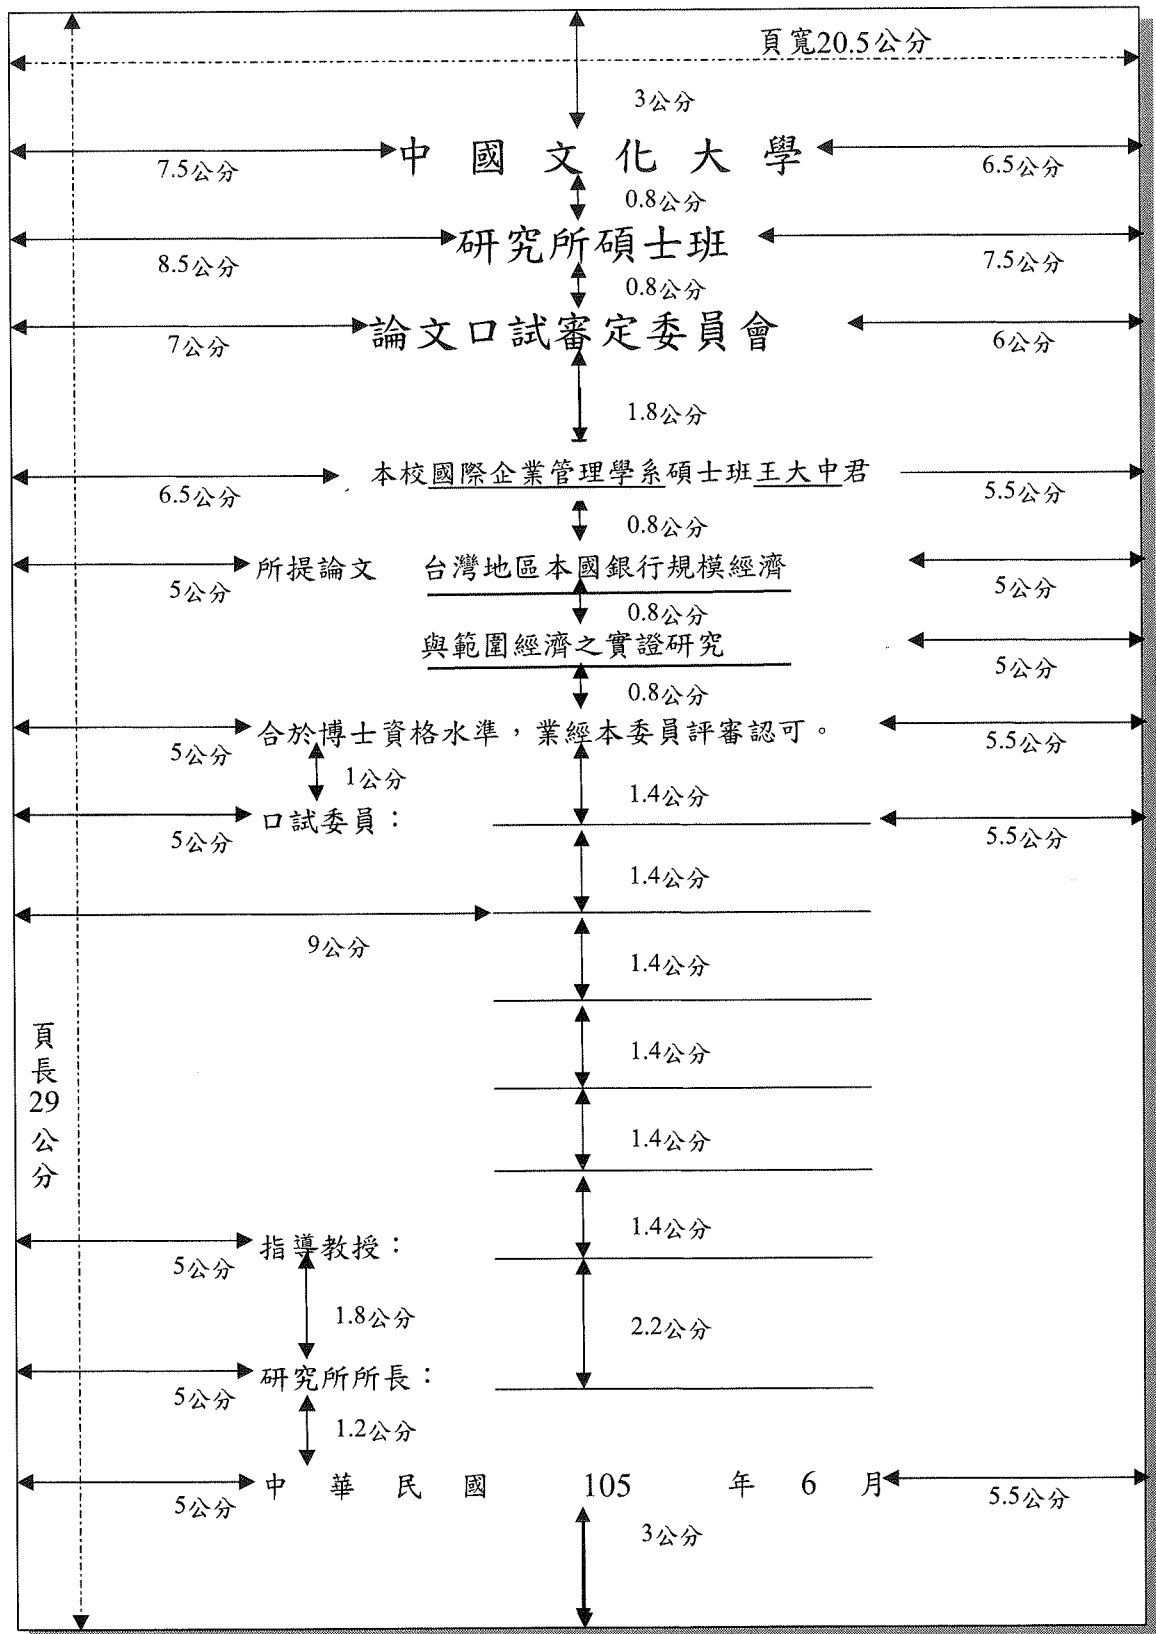 頁寬20.5公分
3公分
中國文化大學
7.5公分 6.5公分
0.8公分
研究所碩士班
8.5公分 7.5公分
0.8公分
論文口試審定委員會
7公分 6公分
1.8公分
本校國際企業管理學系碩士班王大中君
6.5公分 5.5公分
0.8公分
所提論文 台灣地區本國銀行規模經濟
5公分 5公分
0.8公分
與範圍經濟之實證研究
5公分
0.8公分
合於博士資格水準，業經本委員評審認可。
5公分 5.5公分
1公分 1.4公分
口試委員：
5公分 5.5公分
1.4公分
9公分
1.4公分
1.4公分
頁長29公分
1.4公分
1.4公分
指導教授：
5公分
1.8公分 2.2公分
研究所所長：
5公分
1.2公分
中華民國 105 年 6 月
5公分 5.5公分
3公分